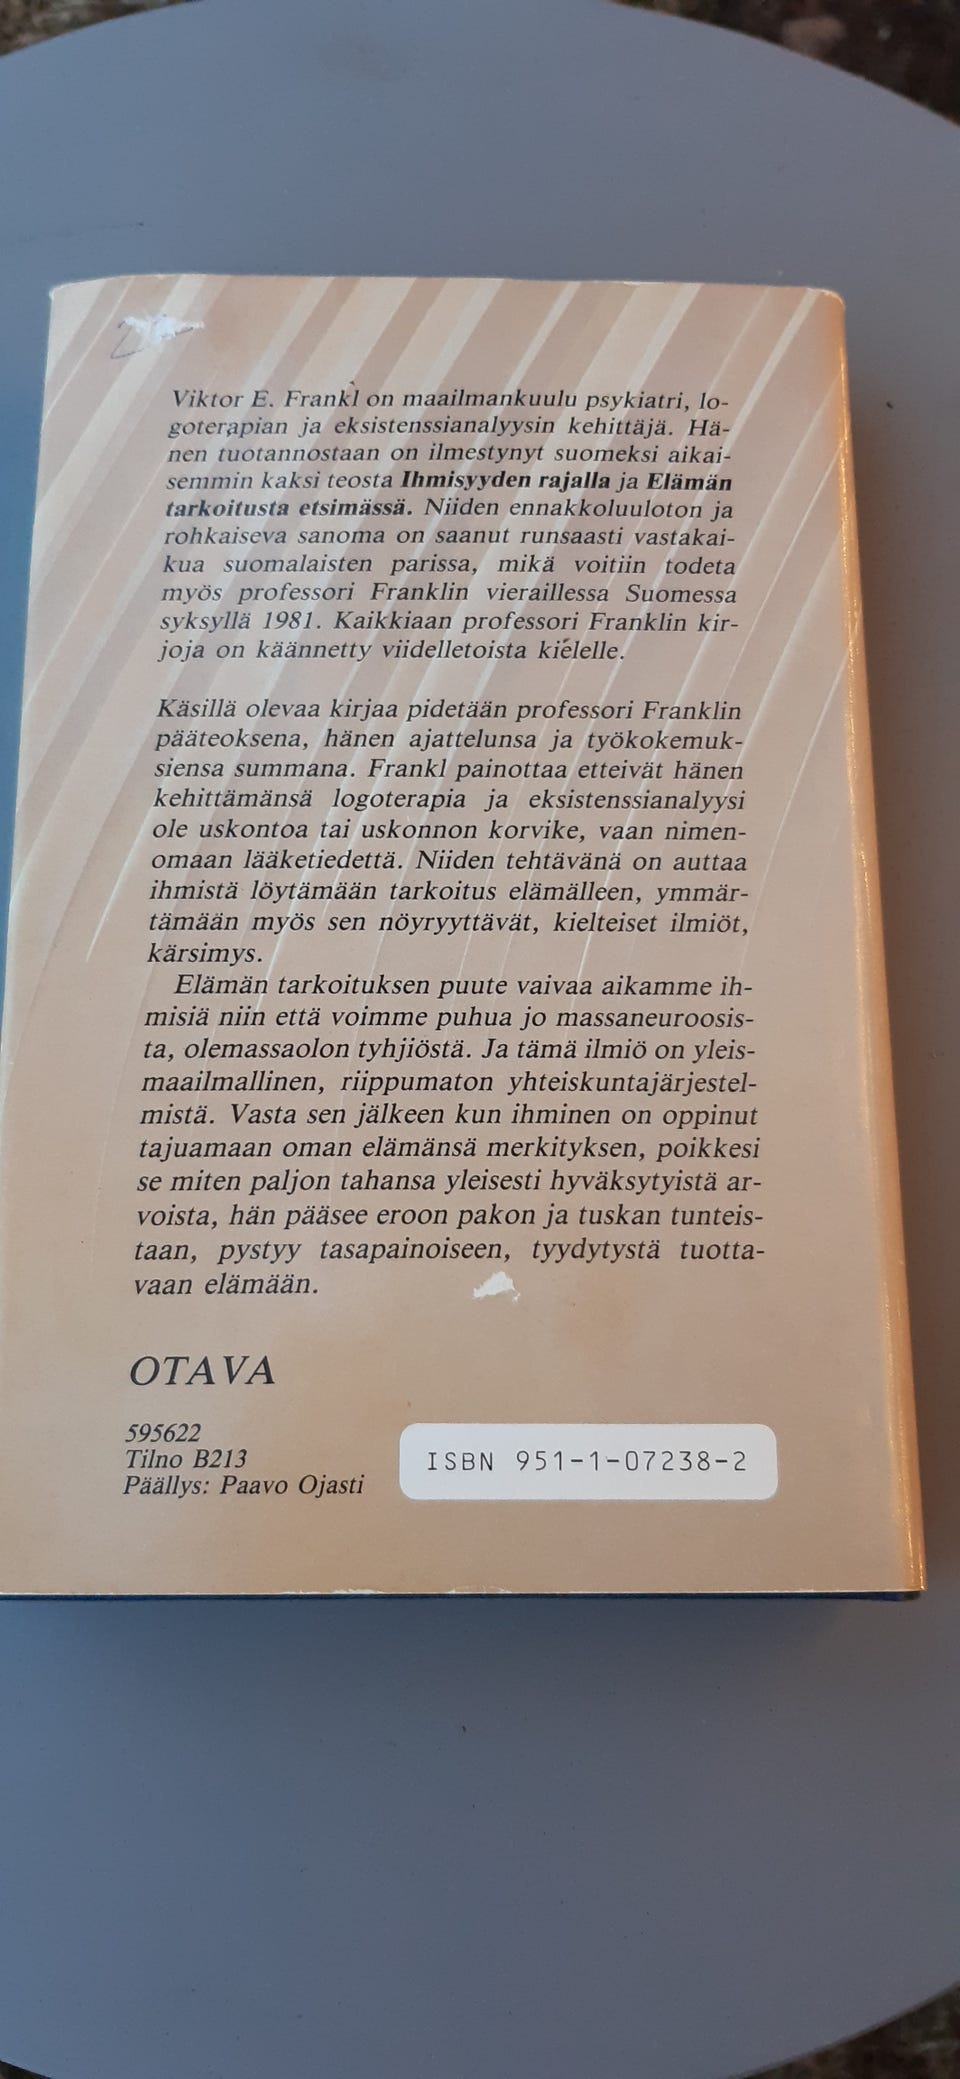 Viktor E. Frankl on maailmankuulu psykiatri, lo-
goterapian ja eksistenssianalyysin kehittäjä. Hä-
nen tuotannostaan on ilmestynyt suomeksi aikai-
semmin kaksi teosta Ihmisyyden rajalla ja Elämän
tarkoitusta etsimässä. Niiden ennakkoluuloton ja
rohkaiseva sanoma on saanut runsaasti vastakai-
kua suomalaisten parissa, mikä voitiin todeta
myös professori Franklin vieraillessa Suomessa
syksyllä 1981. Kaikkiaan professori Franklin kir-
joja on käännetty viidelletoista kielelle.
Käsillä olevaa kirjaa pidetään professori Franklin
pääteoksena, hänen ajattelunsa ja työkokemuk-
siensa summana. Frankl painottaa etteivät hänen
kehittämänsä logoterapia ja eksistenssianalyysi
ole uskontoa tai uskonnon korvike, vaan nimen-
omaan lääketiedettä. Niiden tehtävänä on auttaa
ihmistä löytämään tarkoitus elämälleen, ymmär-
tämään myös sen nöyryyttävät, kielteiset ilmiöt,
kärsimys.
Elämän tarkoituksen puute vaivaa aikamme ih-
misiä niin että voimme puhua jo massaneuroosis-
ta, olemassaolon tyhjiöstä. Ja tämä ilmiö on yleis-
maailmallinen, riippumaton yhteiskuntajärjestel-
mistä. Vasta sen jälkeen kun ihminen on oppinut
tajuamaan oman elämänsä merkityksen, poikkesi
se miten paljon tahansa yleisesti hyväksytyistä ar-
voista, hän pääsee eroon pakon ja tuskan tunteis-
taan, pystyy tasapainoiseen, tyydytystä tuotta-
vaan elämään.
OTAVA
595622
Tilno B213
Päällys: Paavo Ojasti
ISBN 951-1-07238-2